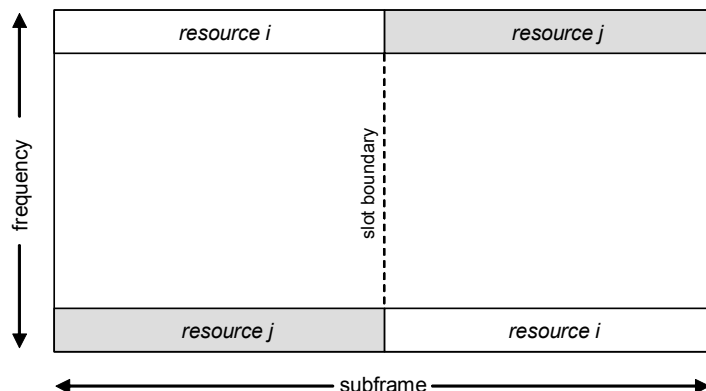 resource i
resource j
frequency
slot boundary
resource j
resource i
subframe